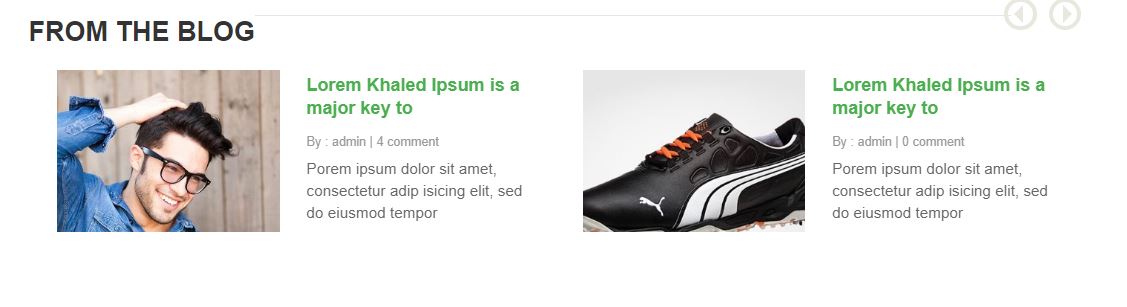 FROM THE BLOG
Lorem Khaled Ipsum is a
major key to
By : admin | 4 comment
Porem ipsum dolor sit amet,
consectetur adip isicing elit, sed
do eiusmod tempor
Lorem Khaled Ipsum is a
major key to
By : admin | 0 comment
Porem ipsum dolor sit amet,
consectetur adip isicing elit, sed
do eiusmod tempor